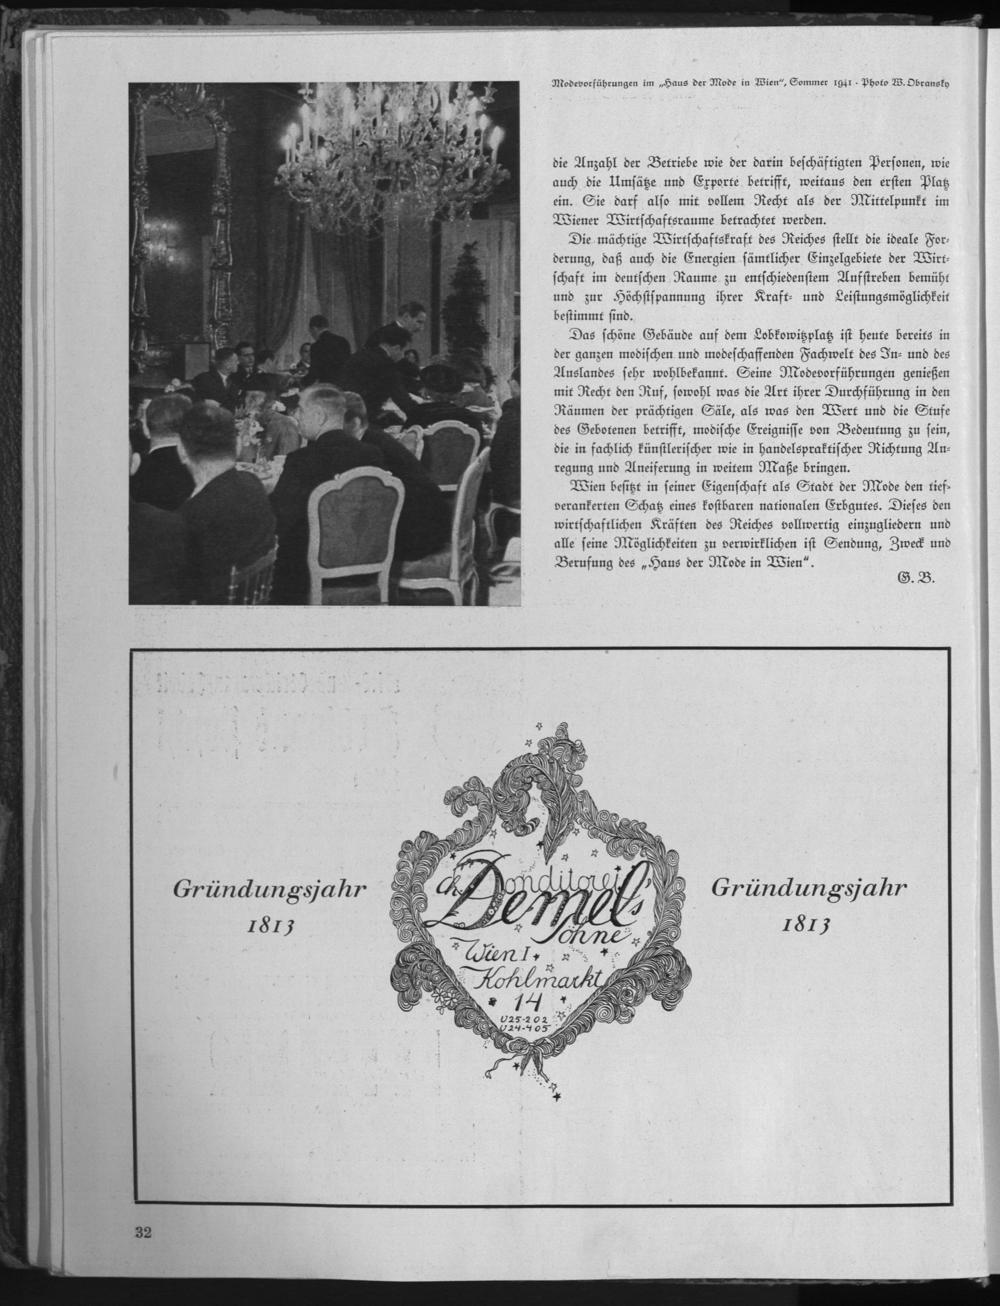 Modevorführungen im „Haus der Mode in Wien“, Sommer 1941 - Photo W. Obransky
die Anzahl der Betriebe wie der darin beschäftigten Personen, wie
auch die Umsätze und Exporte betrifft, weitaus den ersten Platz
ein. Sie darf also mit vollem Recht als der Mittelpunkt im
Wiener Wirtschaftsraume betrachtet werden.
Die mächtige Wirtschaftskraft des Reiches stellt die ideale For-
derung, daß auch die Energien sämtlicher Einzelgebiete der Wirt-
schaft im deutschen Raume zu entschiedenstem Aufstreben bemüht
und zur Höchstspannung ihrer Kraft- und Leistungsmöglichkeit
bestimmt sind.
Das schöne Gebäude auf dem Lobkowitzplatz ist heute bereits in
der ganzen modischen und modeschaffenden Fachwelt des In- und des
Auslandes sehr wohlbekannt. Seine Modevorführungen genießen
mit Recht den Ruf, sowohl was die Art ihrer Durchführung in den
Räumen der prächtigen Säle, als was den Wert und die Stufe
des Gebotenen betrifft, modische Ereignisse von Bedeutung zu sein,
die in fachlich künstlerischer wie in handelspraktischer Richtung An-
regung und Aneiferung in weitem Maße bringen.
Wien besitzt in seiner Eigenschaft als Stadt der Mode den tief-
verankerten Schatz eines kostbaren nationalen Erbgutes. Dieses den
wirtschaftlichen Kräften des Reiches vollwertig einzugliedern und
alle seine Möglichkeiten zu verwirklichen ist Sendung, Zweck und
Berufung des „Haus der Mode in Wien“.
G. B.
Gründungsjahr
1813
Ch. Demel's
Konditorei
Söhne
Wien I.
Kohlmarkt
14
U25-202
U24-405
Gründungsjahr
1813
32